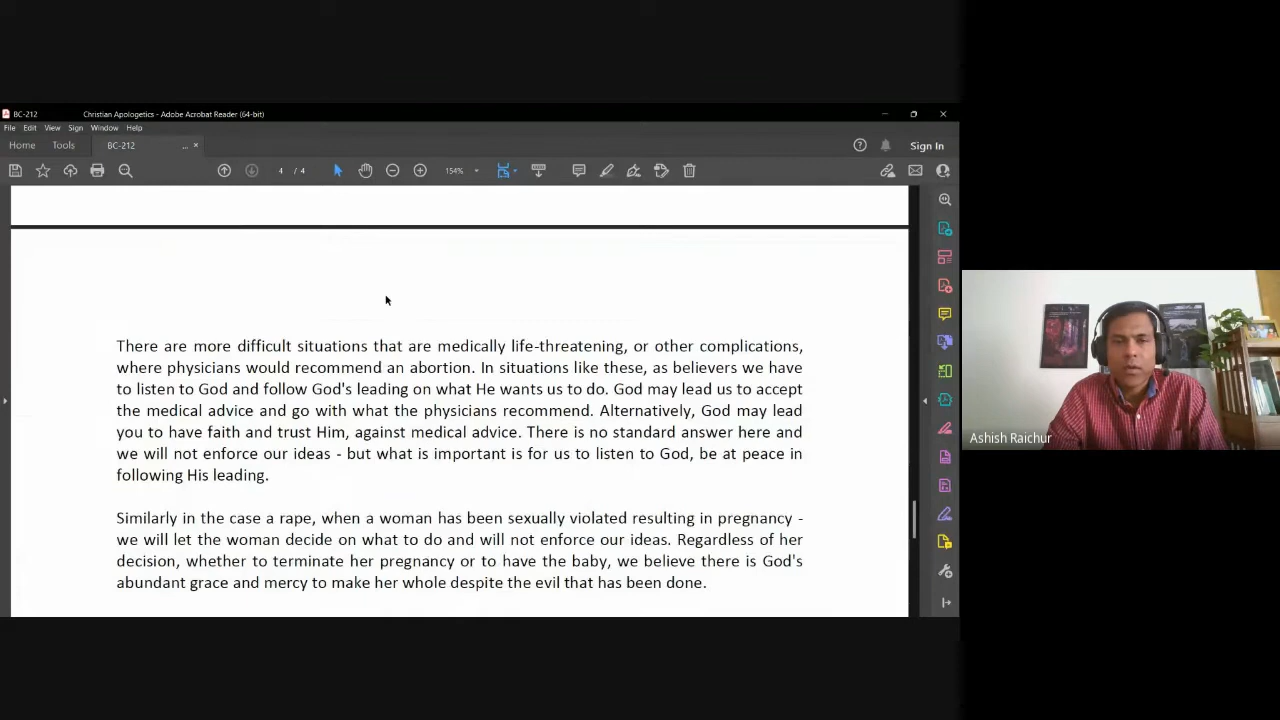 BC-212 Christian Apologetics - Adobe Acrobat Reader (64-bit)
File Edit View Sign Window Help
Home Tools BC-212 ... ×
Sign In
4 / 4 154%
There are more difficult situations that are medically life-threatening, or other complications,
where physicians would recommend an abortion. In situations like these, as believers we have
to listen to God and follow God's leading on what He wants us to do. God may lead us to accept
the medical advice and go with what the physicians recommend. Alternatively, God may lead
you to have faith and trust Him, against medical advice. There is no standard answer here and
we will not enforce our ideas - but what is important is for us to listen to God, be at peace in
following His leading.
Similarly in the case a rape, when a woman has been sexually violated resulting in pregnancy -
we will let the woman decide on what to do and will not enforce our ideas. Regardless of her
decision, whether to terminate her pregnancy or to have the baby, we believe there is God's
abundant grace and mercy to make her whole despite the evil that has been done.
Ashish Raichur